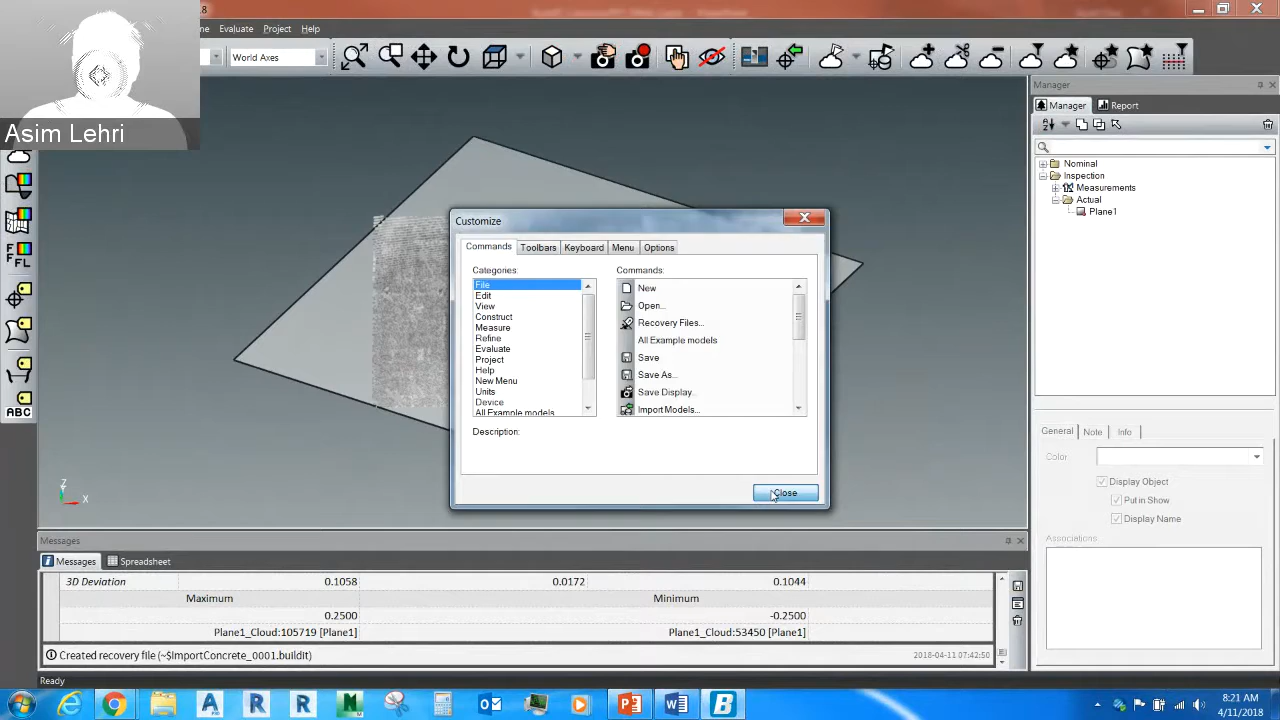 .8
ne Evaluate Project Help
World Axes
Asim Lehri
Manager
Manager Report
Nominal
Inspection
Measurements
Actual
Plane1
Customize
Commands Toolbars Keyboard Menu Options
Categories: Commands:
File
Edit
View
Construct
Measure
Refine
Evaluate
Project
Help
New Menu
Units
Device
All Example models
New
Open...
Recovery Files...
All Example models
Save
Save As...
Save Display...
Import Models...
Description:
Close
F F
F FL
ABC
Z
X
General Note Info
Color:
Display Object
Put in Show
Display Name
Associations:
Messages
Messages Spreadsheet
3D Deviation 0.1058 0.0172 0.1044
Maximum Minimum
0.2500 -0.2500
Plane1_Cloud:105719 [Plane1] Plane1_Cloud:53450 [Plane1]
Created recovery file (~$ImportConcrete_0001.buildit) 2018-04-11 07:42:50
Ready
8:21 AM
4/11/2018